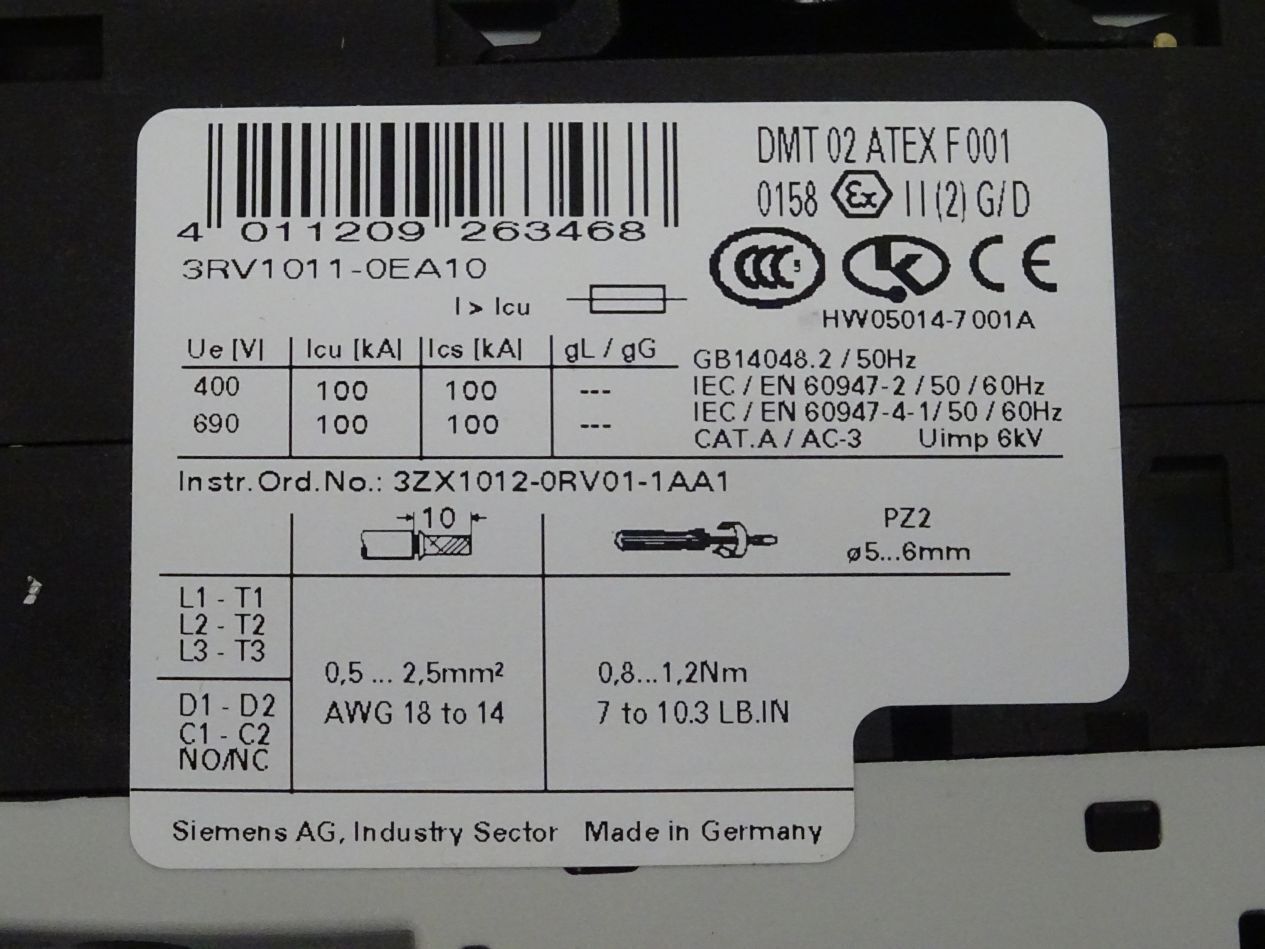 DMT 02 ATEX F 001
0158 Ex II (2) G/D
4 011209 263468
3RV1011-0EA10
I > Icu
CCC S
CE
HW05014-7 001A
Ue [V] Icu [kA] Ics [kA] gL / gG
400 100 100 ---
690 100 100 ---
GB14048.2 / 50Hz
IEC / EN 60947-2 / 50 / 60Hz
IEC / EN 60947-4-1 / 50 / 60Hz
CAT.A / AC-3 Uimp 6kV
Instr.Ord.No.: 3ZX1012-0RV01-1AA1
10
PZ2
ø5...6mm
L1 - T1
L2 - T2
L3 - T3
D1 - D2
C1 - C2
NO/NC
0,5 ... 2,5mm²
AWG 18 to 14
0,8...1,2Nm
7 to 10.3 LB.IN
Siemens AG, Industry Sector Made in Germany